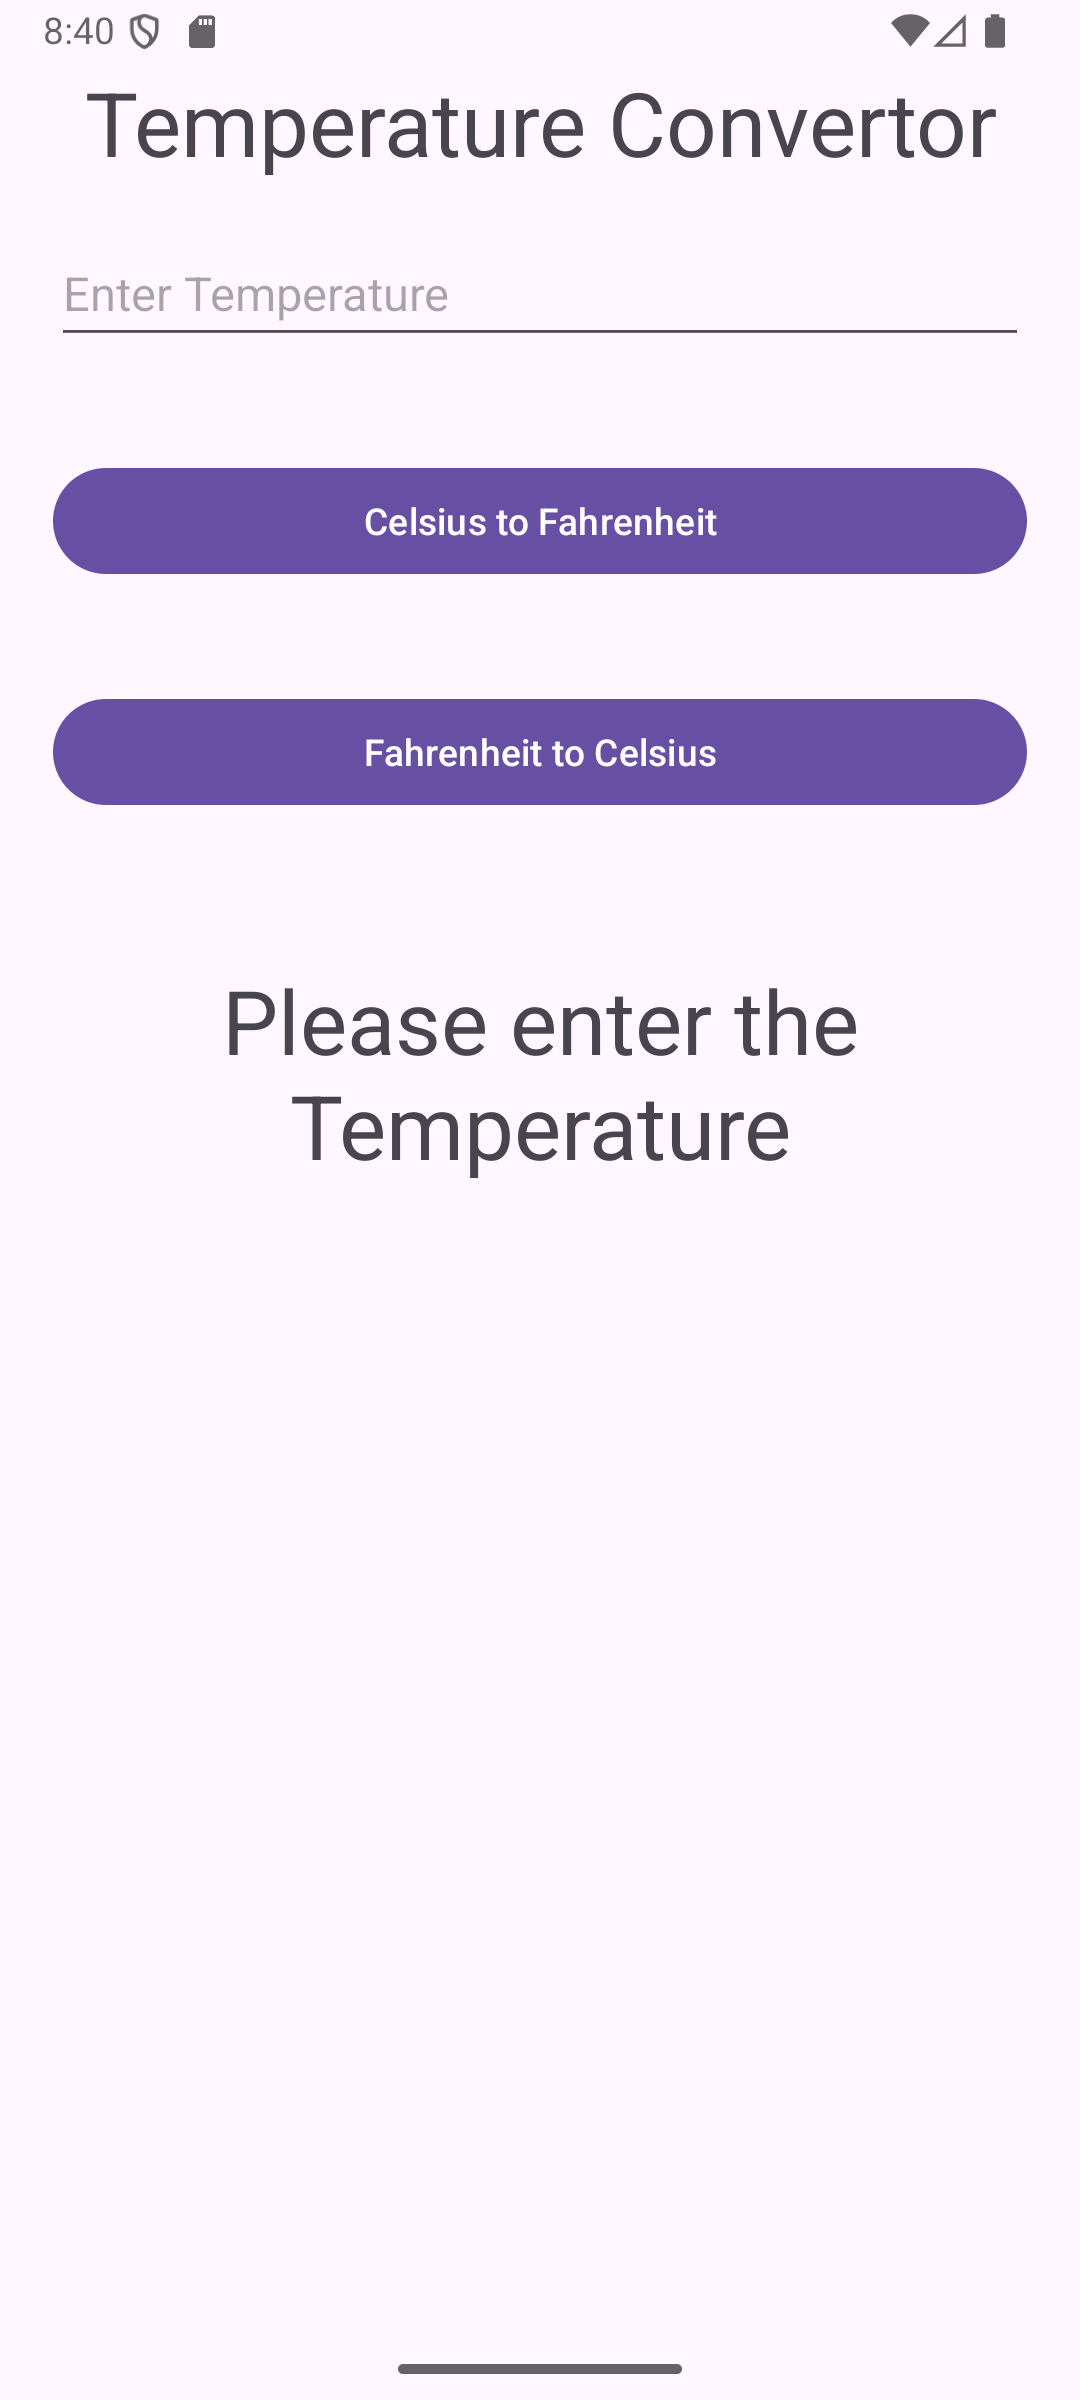 8:40
Temperature Convertor
Enter Temperature
Celsius to Fahrenheit
Fahrenheit to Celsius
Please enter the
Temperature